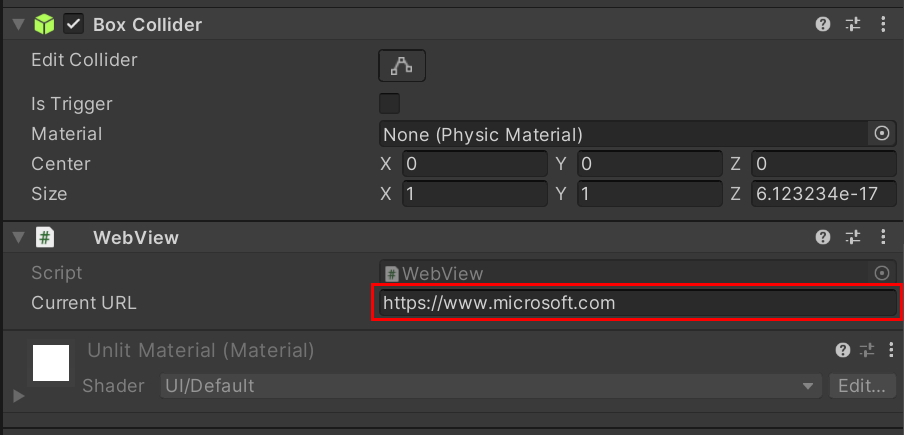 Box Collider
Edit Collider
Is Trigger
Material None (Physic Material)
Center X 0 Y 0 Z 0
Size X 1 Y 1 Z 6.123234e-17
# WebView
Script # WebView
Current URL https://www.microsoft.com
Unlit Material (Material)
Shader UI/Default Edit...